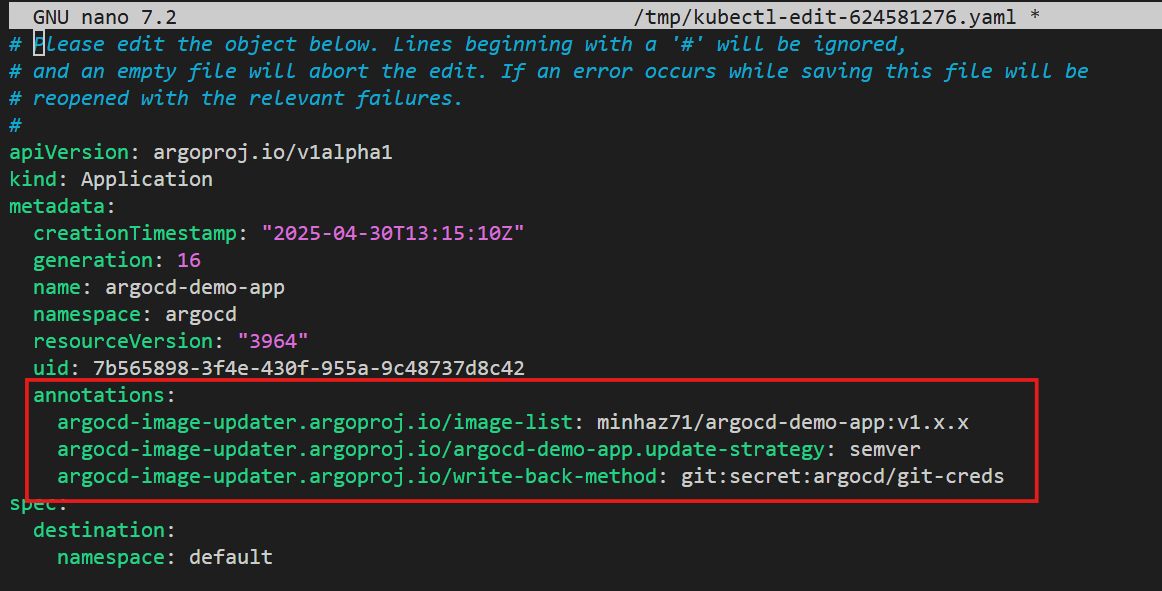 GNU nano 7.2 /tmp/kubectl-edit-624581276.yaml *
# Please edit the object below. Lines beginning with a '#' will be ignored,
# and an empty file will abort the edit. If an error occurs while saving this file will be
# reopened with the relevant failures.
#
apiVersion: argoproj.io/v1alpha1
kind: Application
metadata:
  creationTimestamp: "2025-04-30T13:15:10Z"
  generation: 16
  name: argocd-demo-app
  namespace: argocd
  resourceVersion: "3964"
  uid: 7b565898-3f4e-430f-955a-9c48737d8c42
  annotations:
    argocd-image-updater.argoproj.io/image-list: minhaz71/argocd-demo-app:v1.x.x
    argocd-image-updater.argoproj.io/argocd-demo-app.update-strategy: semver
    argocd-image-updater.argoproj.io/write-back-method: git:secret:argocd/git-creds
spec:
  destination:
    namespace: default